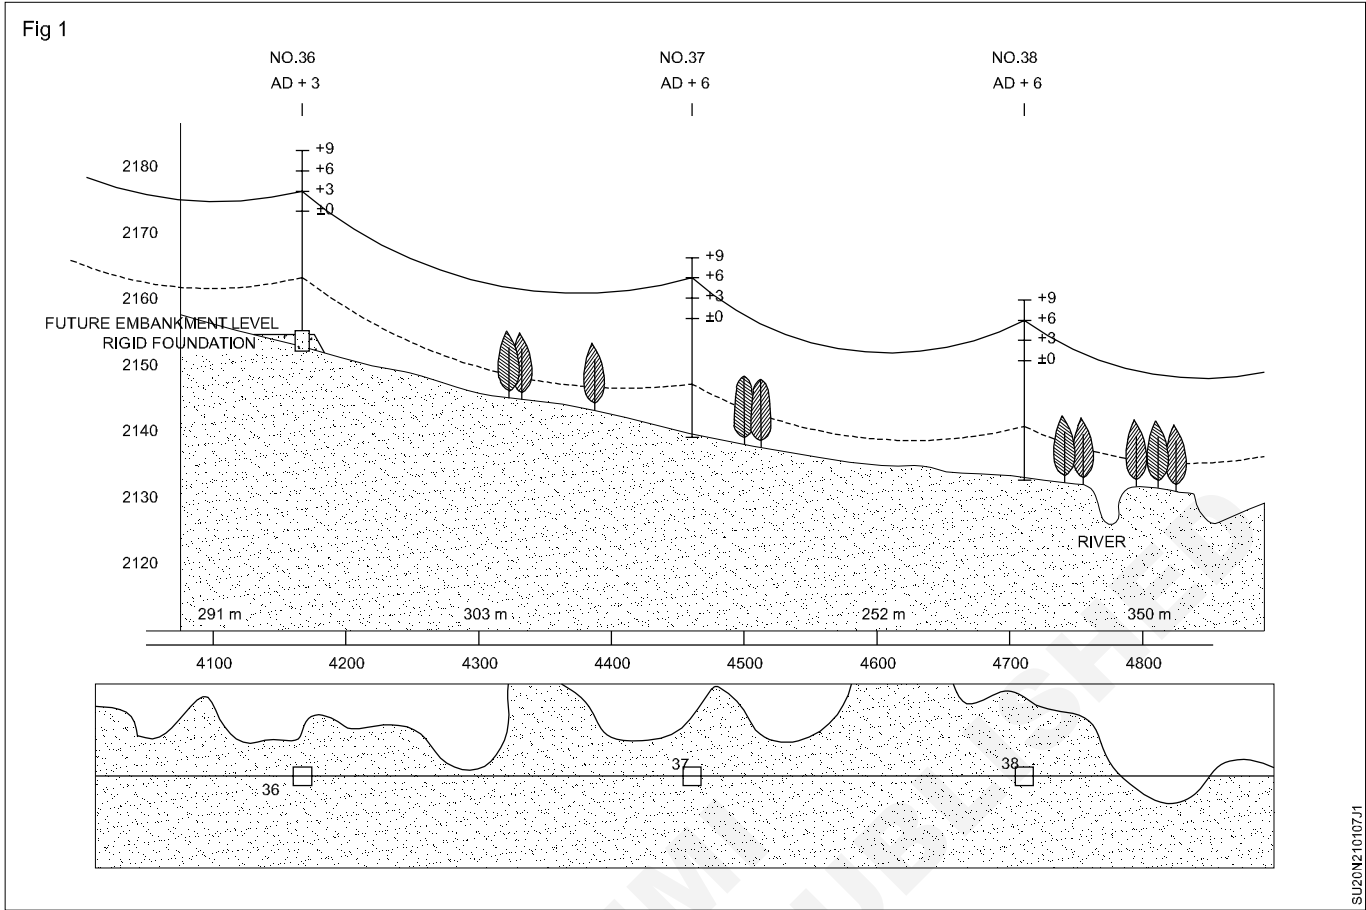 Fig 1
NO.36 NO.37 NO.38
AD + 3 AD + 6 AD + 6
+9
2180
+6
+3
±0
2170
+9
+6
2160
+3
+9
FUTURE EMBANKMENT LEVEL
±0
+6
RIGID FOUNDATION
+3
2150
±0
2140
2130
RIVER
2120
291 m 303 m 252 m 350 m
4100 4200 4300 4400 4500 4600 4700 4800
37 38
36
SU20N210107J1